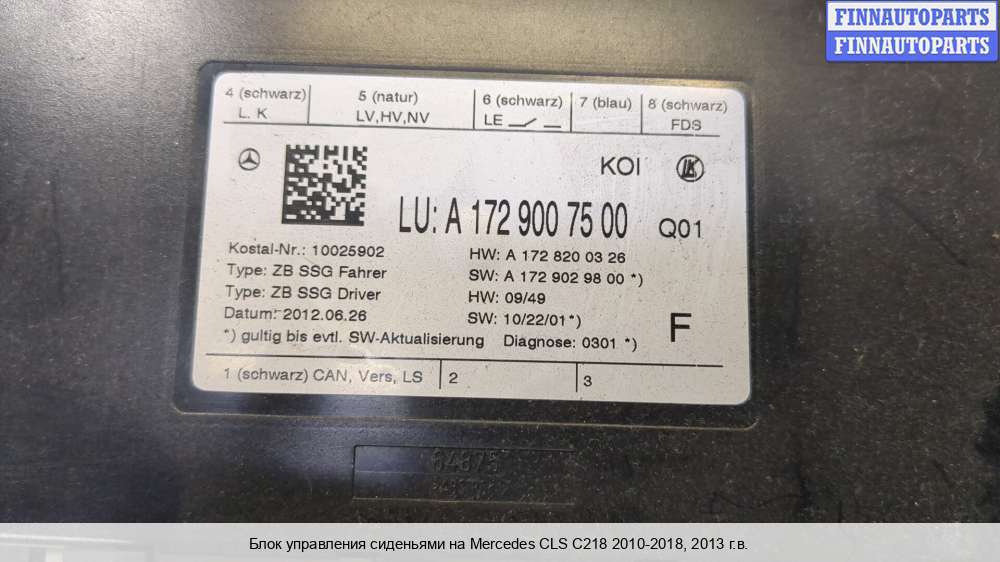 FINNAUTOPARTS
FINNAUTOPARTS
4 (schwarz) 5 (natur) 6 (schwarz) 7 (blau) 8 (schwarz)
L. K LV,HV,NV LE FDS
KOI LK
LU: A 172 900 75 00 Q01
Kostal-Nr.: 10025902 HW: A 172 820 03 26
Type: ZB SSG Fahrer SW: A 172 902 98 00 *)
Type: ZB SSG Driver HW: 09/49
Datum: 2012.06.26 SW: 10/22/01*) F
*) gultig bis evtl. SW-Aktualisierung Diagnose: 0301 *)
1 (schwarz) CAN, Vers, LS 2 3
64875
Блок управления сиденьями на Mercedes CLS C218 2010-2018, 2013 г.в.